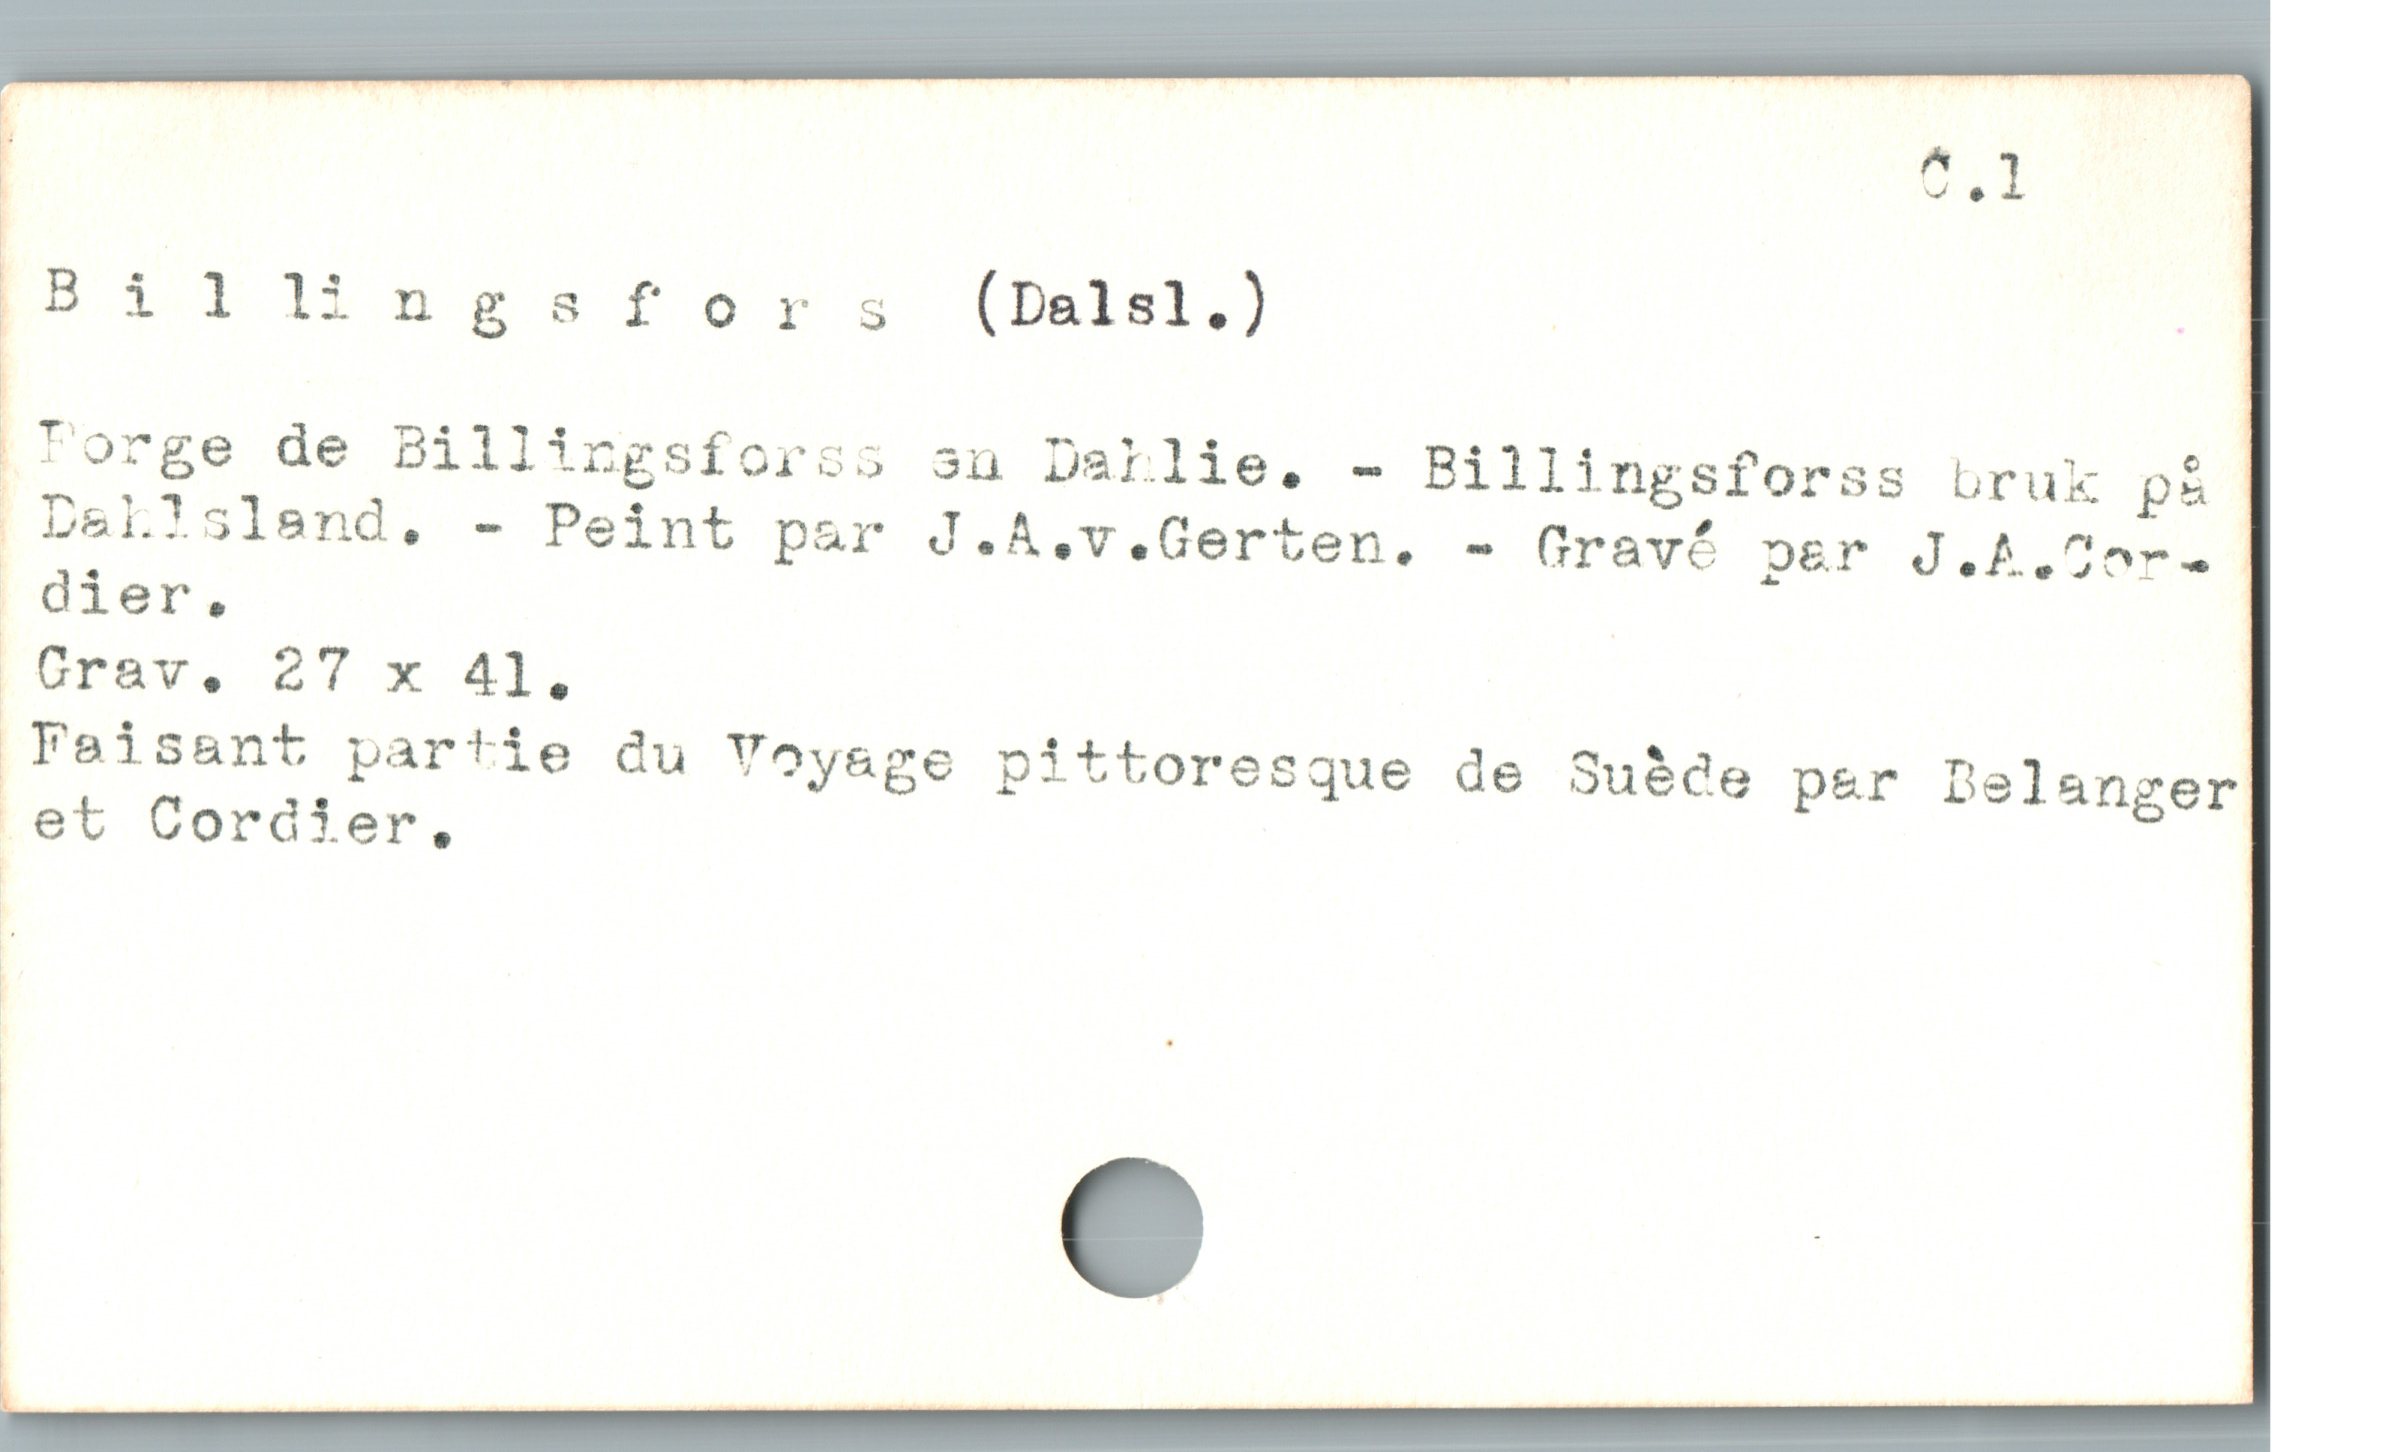 C.1
B i l li n g s f o r s (Dalsl.)
Forge de Billingsforss en Dahlie. - Billingsforss bruk på
Dahlsland. - Peint par J.A.v.Gerten. - Gravé par J.A.Cor-
dier.
Grav. 27 x 41.
Faisant partie du Voyage pittoresque de Suède par Belanger
et Cordier.